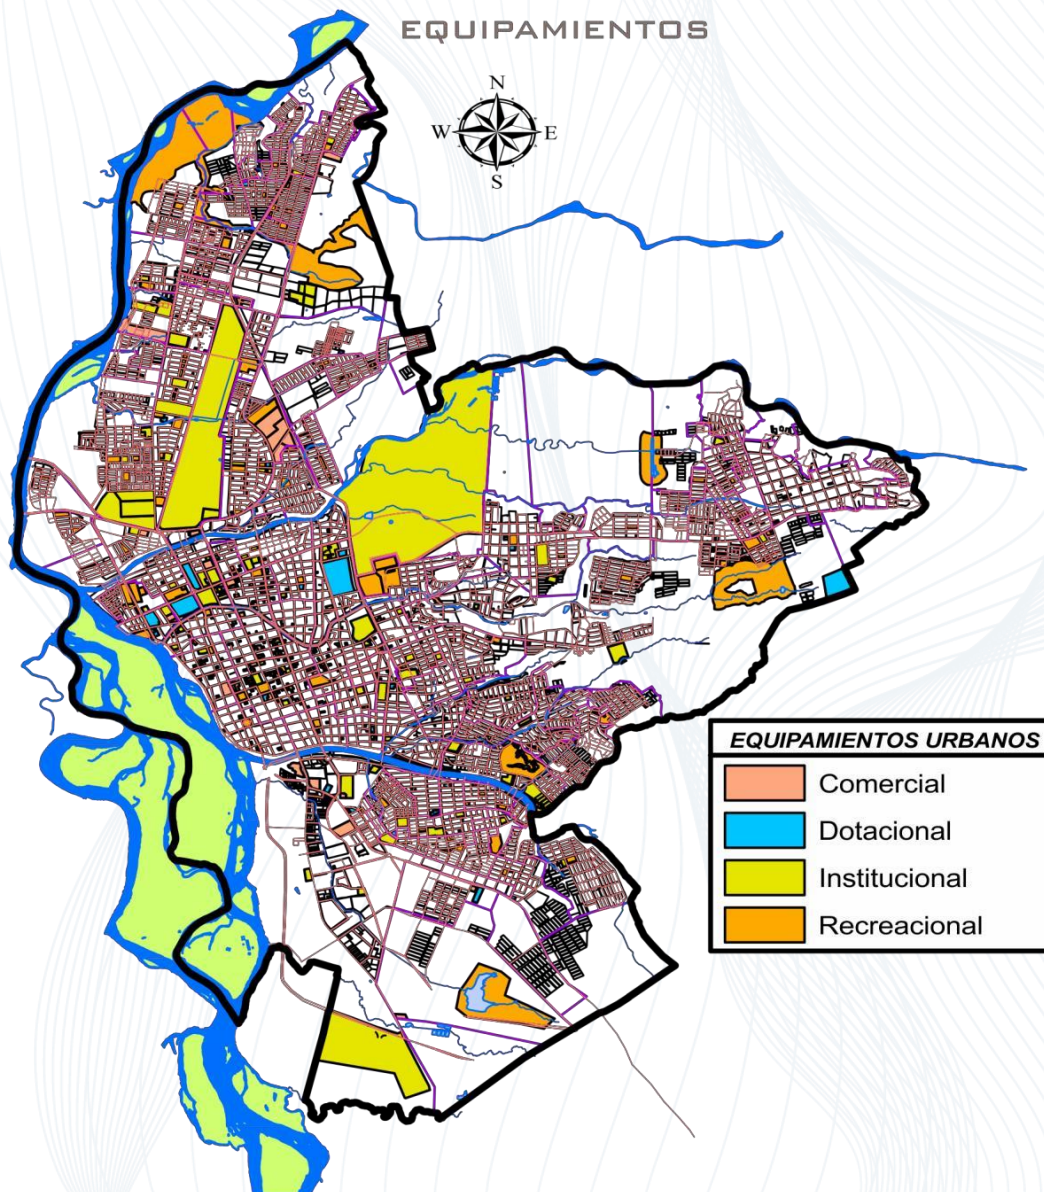 EQUIPAMIENTOS
N
W E
S
EQUIPAMIENTOS URBANOS
Comercial
Dotacional
Institucional
Recreacional